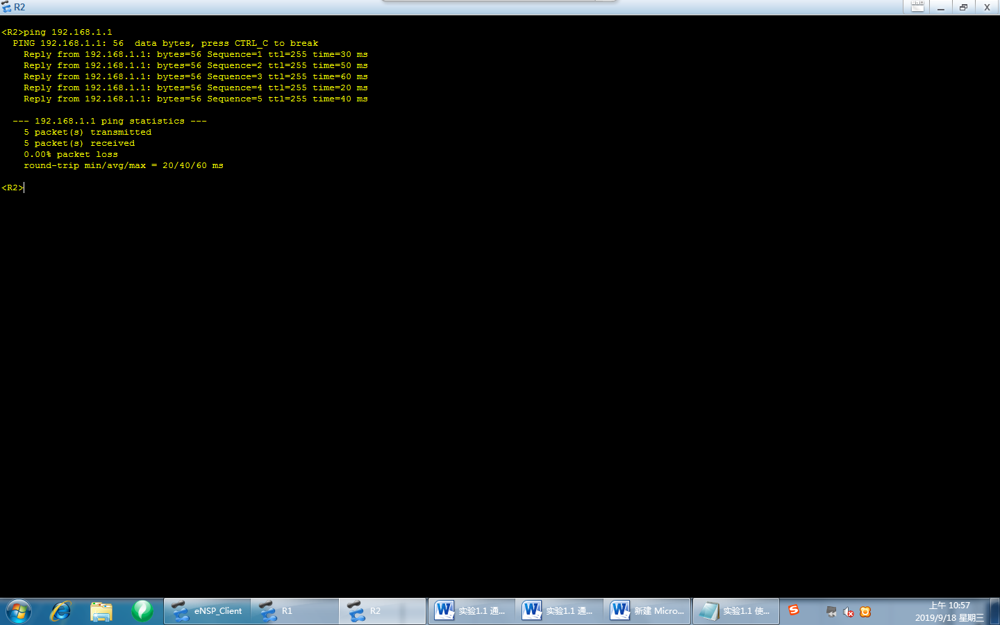 R2
<R2>ping 192.168.1.1
PING 192.168.1.1: 56  data bytes, press CTRL_C to break
Reply from 192.168.1.1: bytes=56 Sequence=1 ttl=255 time=30 ms
Reply from 192.168.1.1: bytes=56 Sequence=2 ttl=255 time=50 ms
Reply from 192.168.1.1: bytes=56 Sequence=3 ttl=255 time=60 ms
Reply from 192.168.1.1: bytes=56 Sequence=4 ttl=255 time=20 ms
Reply from 192.168.1.1: bytes=56 Sequence=5 ttl=255 time=40 ms
--- 192.168.1.1 ping statistics ---
5 packet(s) transmitted
5 packet(s) received
0.00% packet loss
round-trip min/avg/max = 20/40/60 ms
<R2>
eNSP_Client R1 R2 实验1.1 通... 实验1.1 通... 新建 Micro... 实验1.1 使...
上午 10:57
2019/9/18 星期三